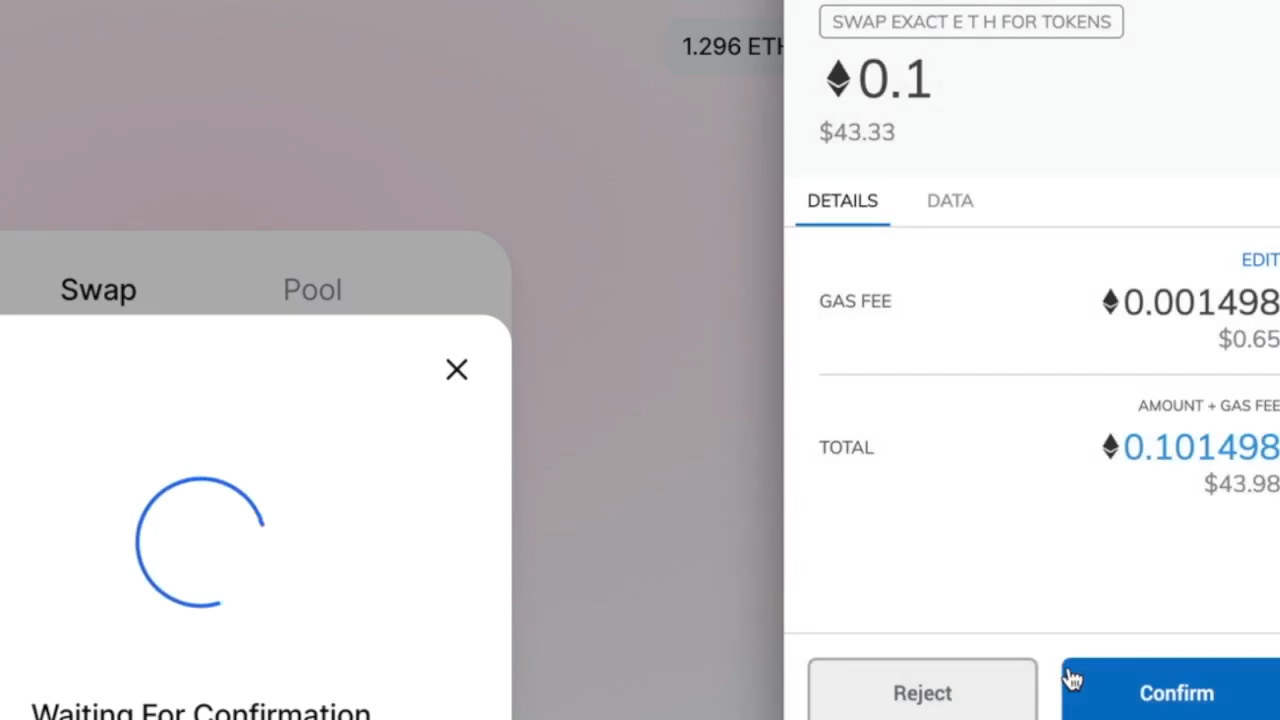 1.296 ETH
Swap
Pool
Waiting For Confirmation
SWAP EXACT E T H FOR TOKENS
0.1
$43.33
DETAILS
DATA
EDIT
GAS FEE
0.001498
$0.65
AMOUNT + GAS FEE
TOTAL
0.101498
$43.98
Reject
Confirm